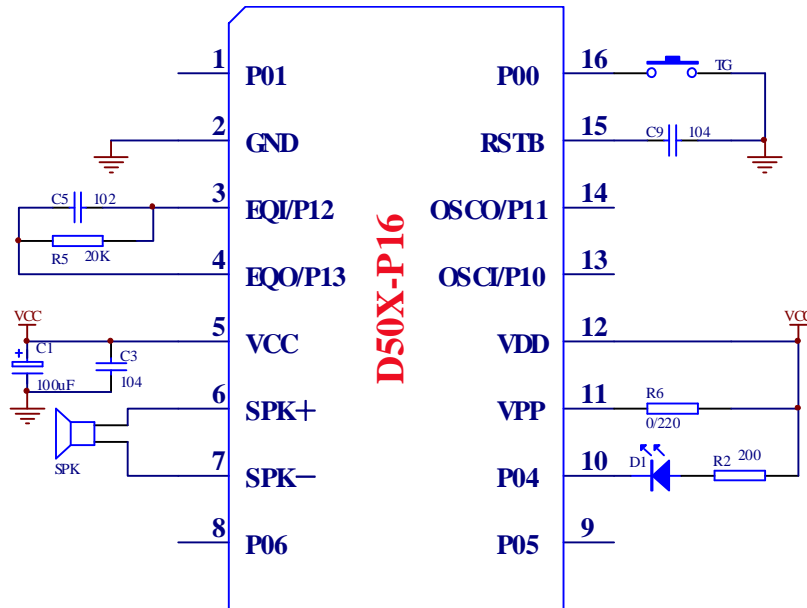 1
P01
P00
16
TG
2
GND
RSTB
15
C9
104
C5
102
3
EQI/P12
OSCO/P11
14
R5
20K
4
EQO/P13
OSCI/P10
13
D50X-P16
VCC
C1
+
100uF
C3
104
5
VCC
VDD
12
VCC
6
SPK+
VPP
11
R6
0/220
SPK
7
SPK−
P04
10
D1
R2
200
8
P06
P05
9